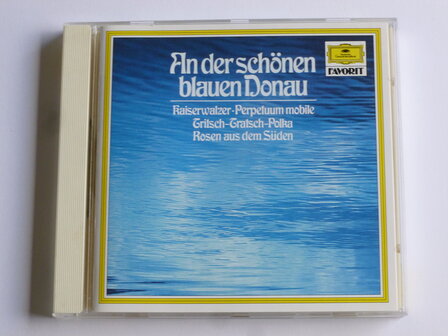 An der schönen
blauen Donau
Kaiserwalzer · Perpetuum mobile
Tritsch-Tratsch-Polka
Rosen aus dem Süden
FAVORIT